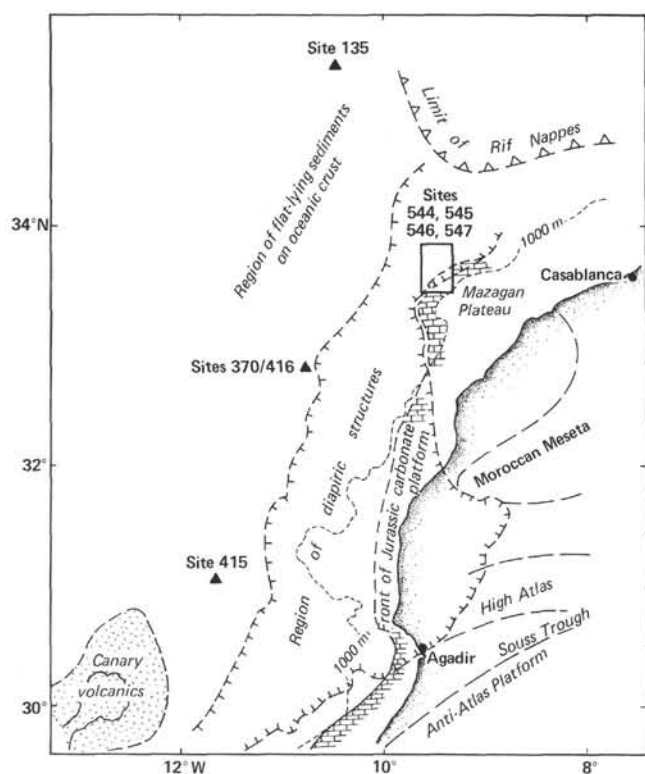 Site 135
Limit of
Rif Nappes
Region of flat-lying sediments
on oceanic crust
Sites
544, 545
546, 547
34°N
1000 m
Casablanca
Mazagan
Plateau
Sites 370/416
Region of diapiric structures
Front of Jurassic carbonate
platform
Moroccan Meseta
32°
Site 415
High Atlas
Souss Trough
Anti-Atlas Platform
1000 m
Agadir
Canary
volcanics
30°
12°W
10°
8°